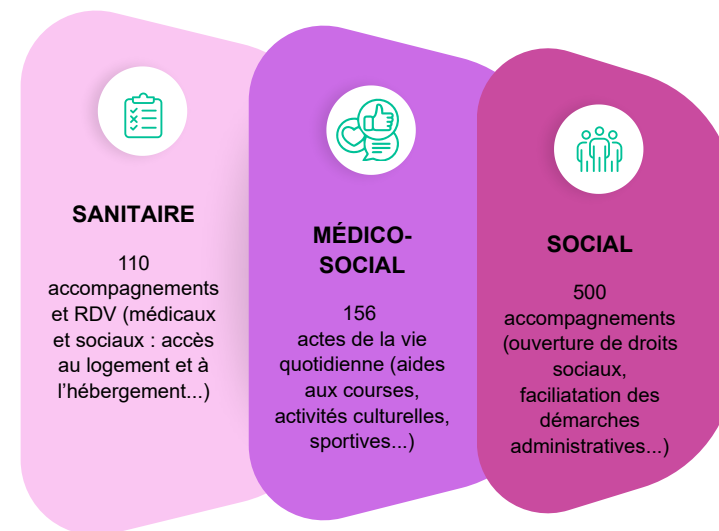 SANITAIRE
110
accompagnements
et RDV (médicaux
et sociaux : accès
au logement et à
l’hébergement...)
MÉDICO-
SOCIAL
156
actes de la vie
quotidienne (aides
aux courses,
activités culturelles,
sportives...)
SOCIAL
500
accompagnements
(ouverture de droits
sociaux,
faciliatation des
démarches
administratives...)